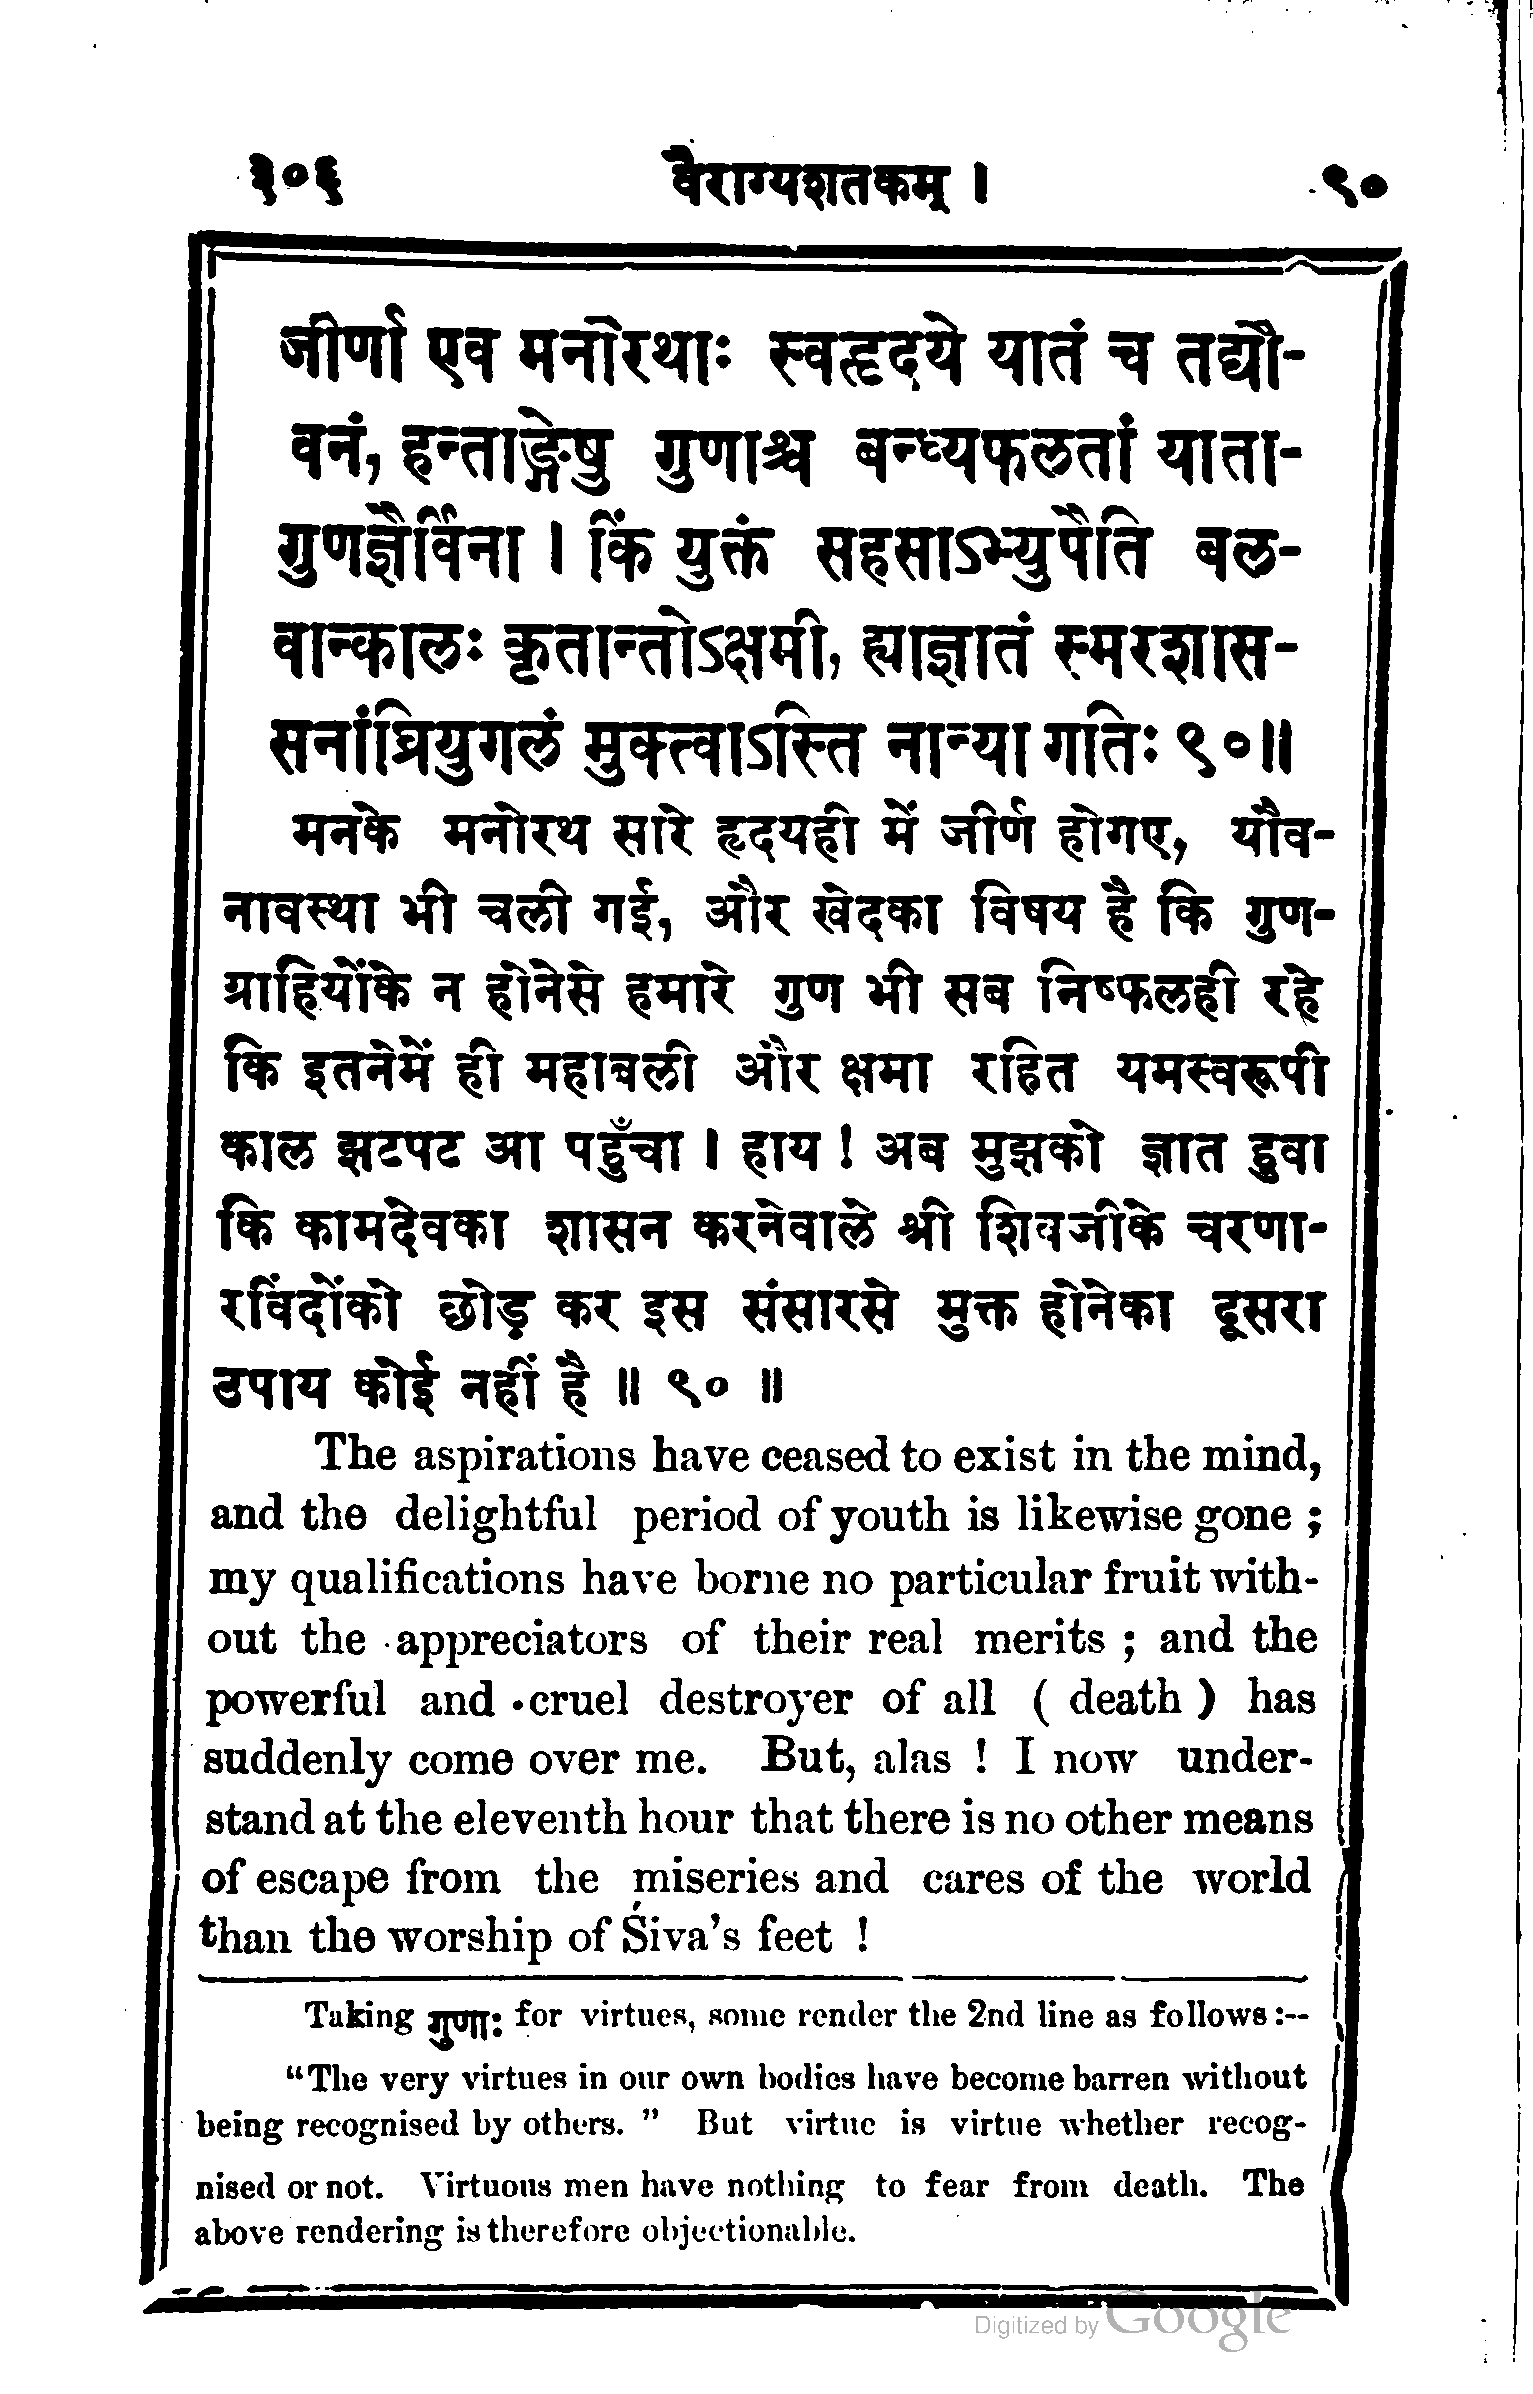 ३०६ वैराग्यशतकम् । ९०
जीर्णा एव मनोरथाः स्वहृदये यातं च तद्यौ-
वनं, हन्ताङ्गेषु गुणाश्च बन्ध्यफलतां याता-
गुणज्ञैर्विना । किं युक्तं सहसाऽभ्युपैति बल-
वान्कालः कृतान्तोऽक्षमी, ह्याज्ञातं स्मरशास-
सनांघ्रियुगलं मुक्त्वाऽस्ति नान्या गतिः ९०॥
मनके मनोरथ सारे हृदयही में जीर्ण होगए, यौव-
नावस्था भी चली गई, और खेदका विषय है कि गुण-
ग्राहियोंके न होनेसे हमारे गुण भी सब निष्फलही रहे
कि इतनेमें ही महाबली और क्षमा रहित यमस्वरूपी
काल झटपट आ पहुँचा । हाय ! अब मुझको ज्ञात हुवा
कि कामदेवका शासन करनेवाले श्री शिवजीके चरणा-
रविंदोंको छोड़ कर इस संसारसे मुक्त होनेका दूसरा
उपाय कोई नहीं है ॥ ९० ॥
The aspirations have ceased to exist in the mind,
and the delightful period of youth is likewise gone ;
my qualifications have borne no particular fruit with-
out the appreciators of their real merits ; and the
powerful and cruel destroyer of all ( death ) has
suddenly come over me. But, alas ! I now under-
stand at the eleventh hour that there is no other means
of escape from the miseries and cares of the world
than the worship of Śiva's feet !
Taking गुणाः for virtues, some render the 2nd line as follows :--
"The very virtues in our own bodies have become barren without
being recognised by others. " But virtue is virtue whether recog-
nised or not. Virtuous men have nothing to fear from death. The
above rendering is therefore objectionable.
Digitized by Google